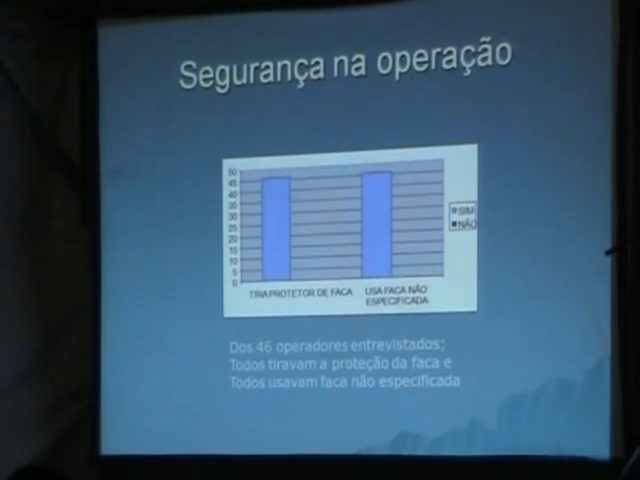 Segurança na operação
50
45
40
35
30
25
20
15
10
5
0
SIM
NÃO
TIRA PROTETOR DE FACA
USA FACA NÃO
ESPECIFICADA
Dos 46 operadores entrevistados;
Todos tiravam a proteção da faca e
Todos usavam faca não especificada